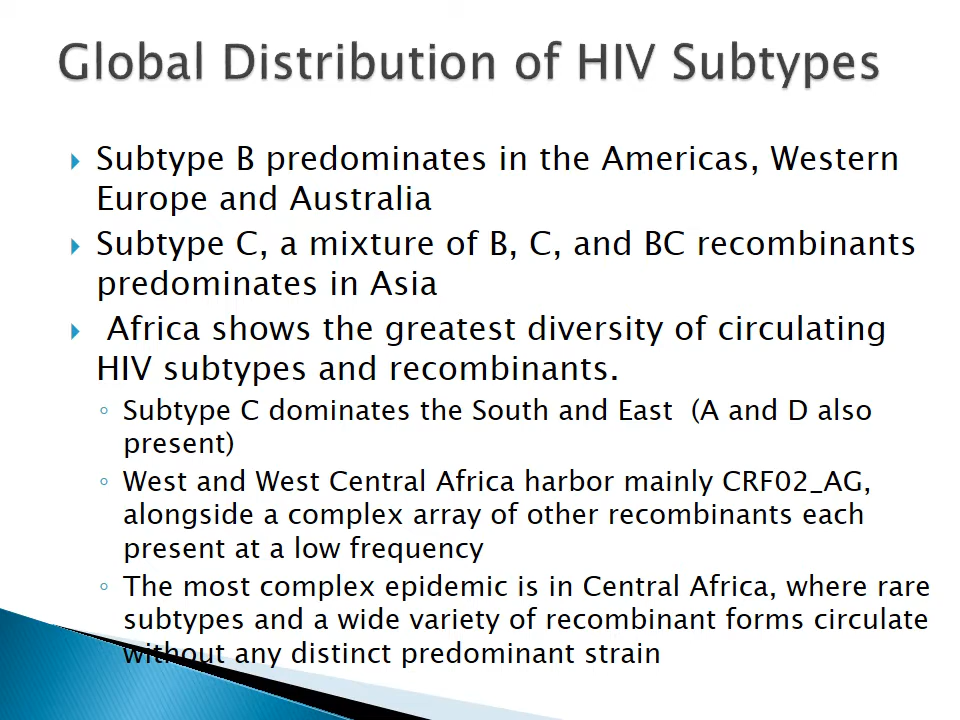 Global Distribution of HIV Subtypes
Subtype B predominates in the Americas, Western
Europe and Australia
Subtype C, a mixture of B, C, and BC recombinants
predominates in Asia
Africa shows the greatest diversity of circulating
HIV subtypes and recombinants.
Subtype C dominates the South and East (A and D also
present)
West and West Central Africa harbor mainly CRF02_AG,
alongside a complex array of other recombinants each
present at a low frequency
The most complex epidemic is in Central Africa, where rare
subtypes and a wide variety of recombinant forms circulate
without any distinct predominant strain